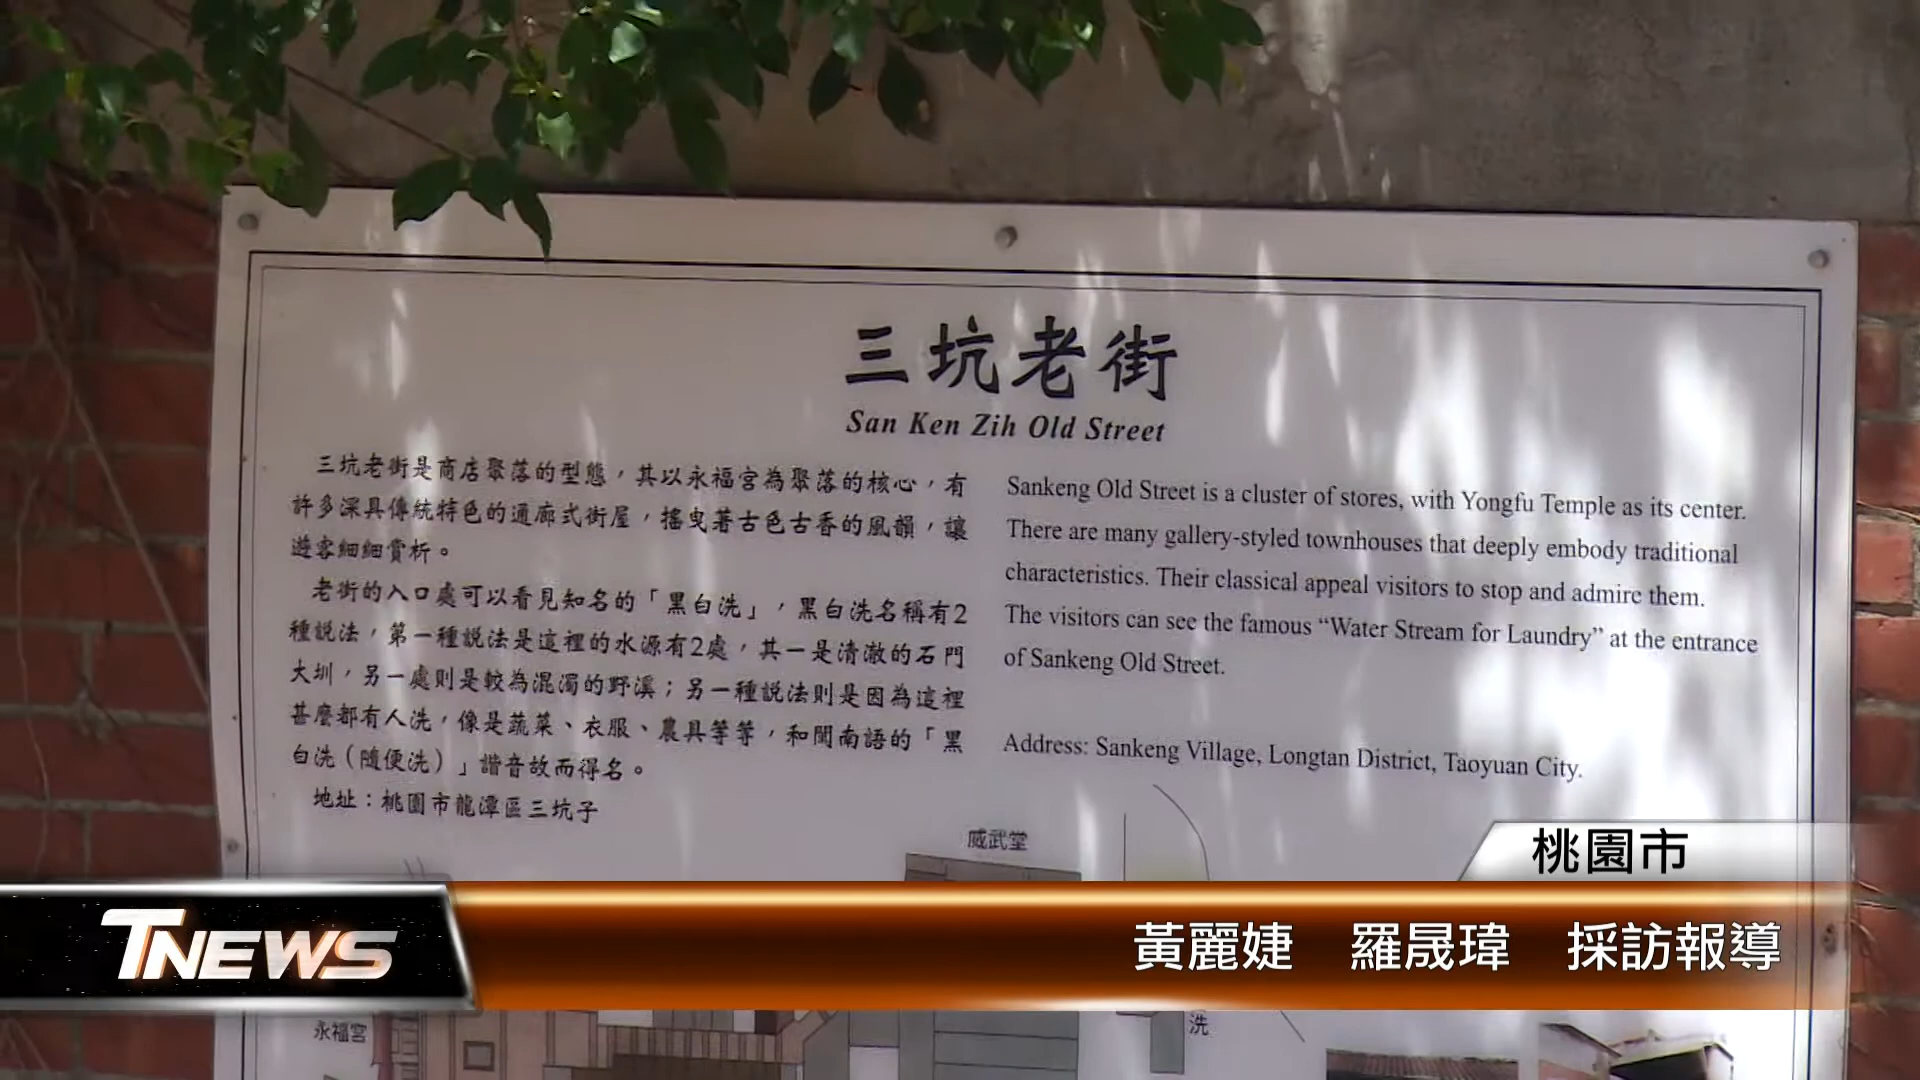 三坑老街
San Ken Zih Old Street
三坑老街是商店聚落的型態，其以永福宮為聚落的核心，有
許多深具傳統特色的通廊式街屋，搖曳著古色古香的風韻，讓
遊客細細賞析。
老街的入口處可以看見知名的「黑白洗」，黑白洗名稱有2
種說法，第一種說法是這裡的水源有2處，其一是清澈的石門
大圳，另一處則是較為混濁的野溪；另一種說法則是因為這裡
甚麼都有人洗，像是蔬菜、衣服、農具等等，和閩南語的「黑
白洗（隨便洗）」諧音故而得名。
地址：桃園市龍潭區三坑子
Sankeng Old Street is a cluster of stores, with Yongfu Temple as its center.
There are many gallery-styled townhouses that deeply embody traditional
characteristics. Their classical appeal visitors to stop and admire them.
The visitors can see the famous “Water Stream for Laundry” at the entrance
of Sankeng Old Street.
Address: Sankeng Village, Longtan District, Taoyuan City.
威武堂
桃園市
TNEWS
黃麗婕 羅晟瑋 採訪報導
永福宮
洗